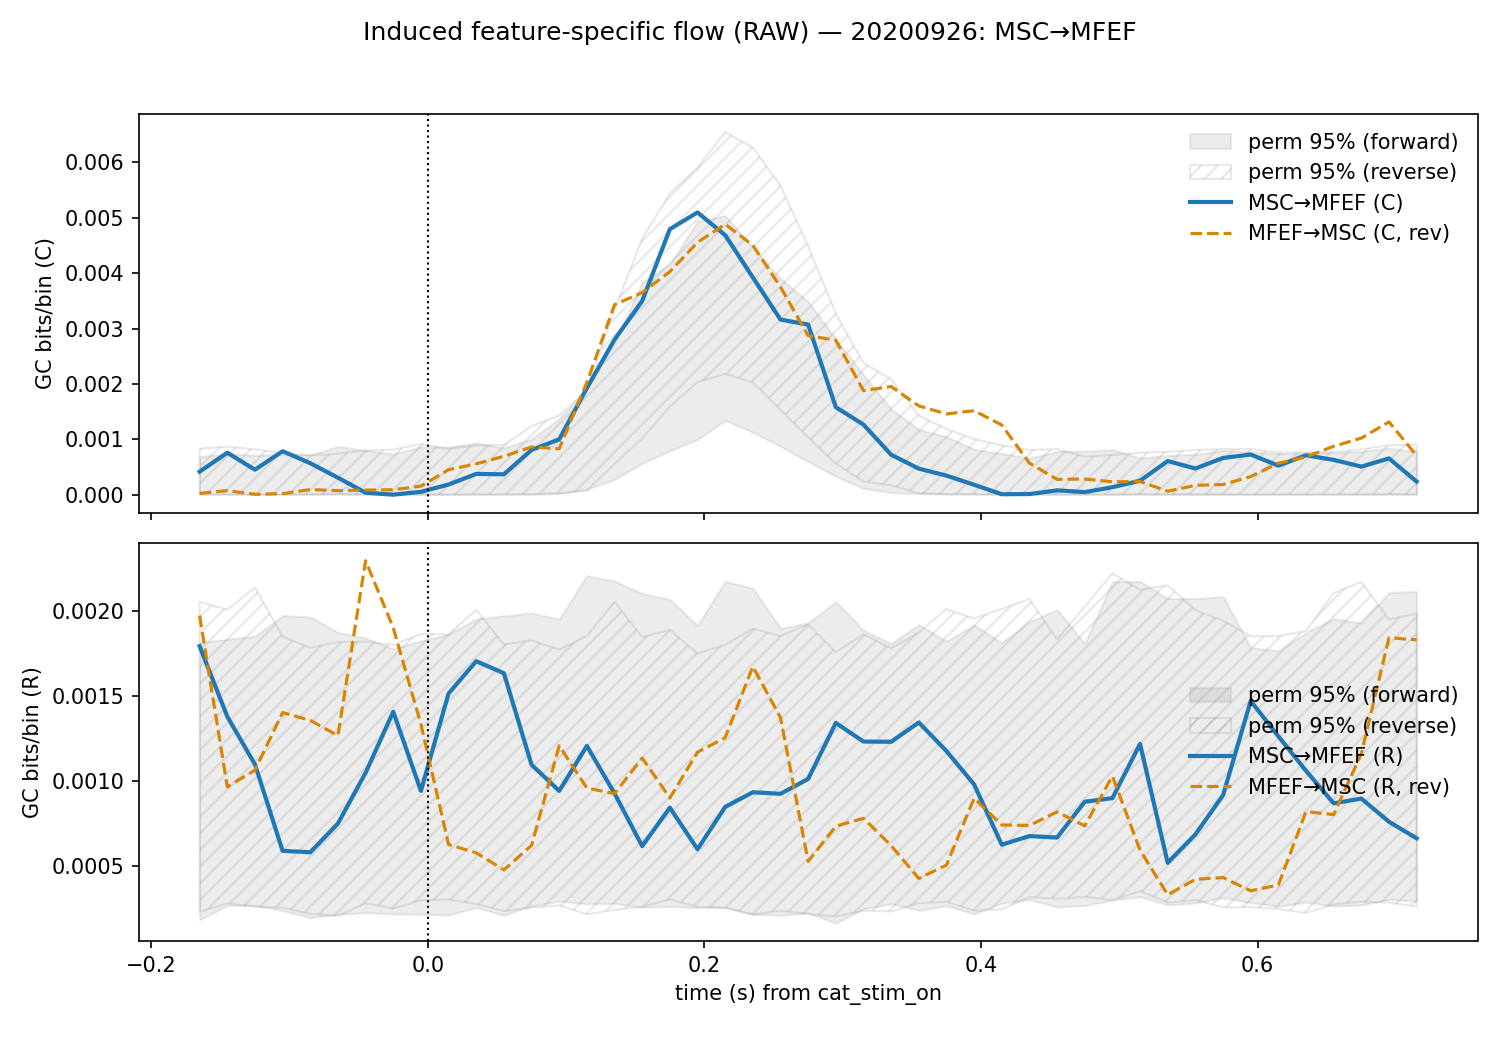 Induced feature-specific flow (RAW) — 20200926: MSC→MFEF
GC bits/bin (C)
0.006
0.005
0.004
0.003
0.002
0.001
0.000
perm 95% (forward)
perm 95% (reverse)
MSC→MFEF (C)
MFEF→MSC (C, rev)
GC bits/bin (R)
0.0020
0.0015
0.0010
0.0005
perm 95% (forward)
perm 95% (reverse)
MSC→MFEF (R)
MFEF→MSC (R, rev)
−0.2 0.0 0.2 0.4 0.6
time (s) from cat_stim_on